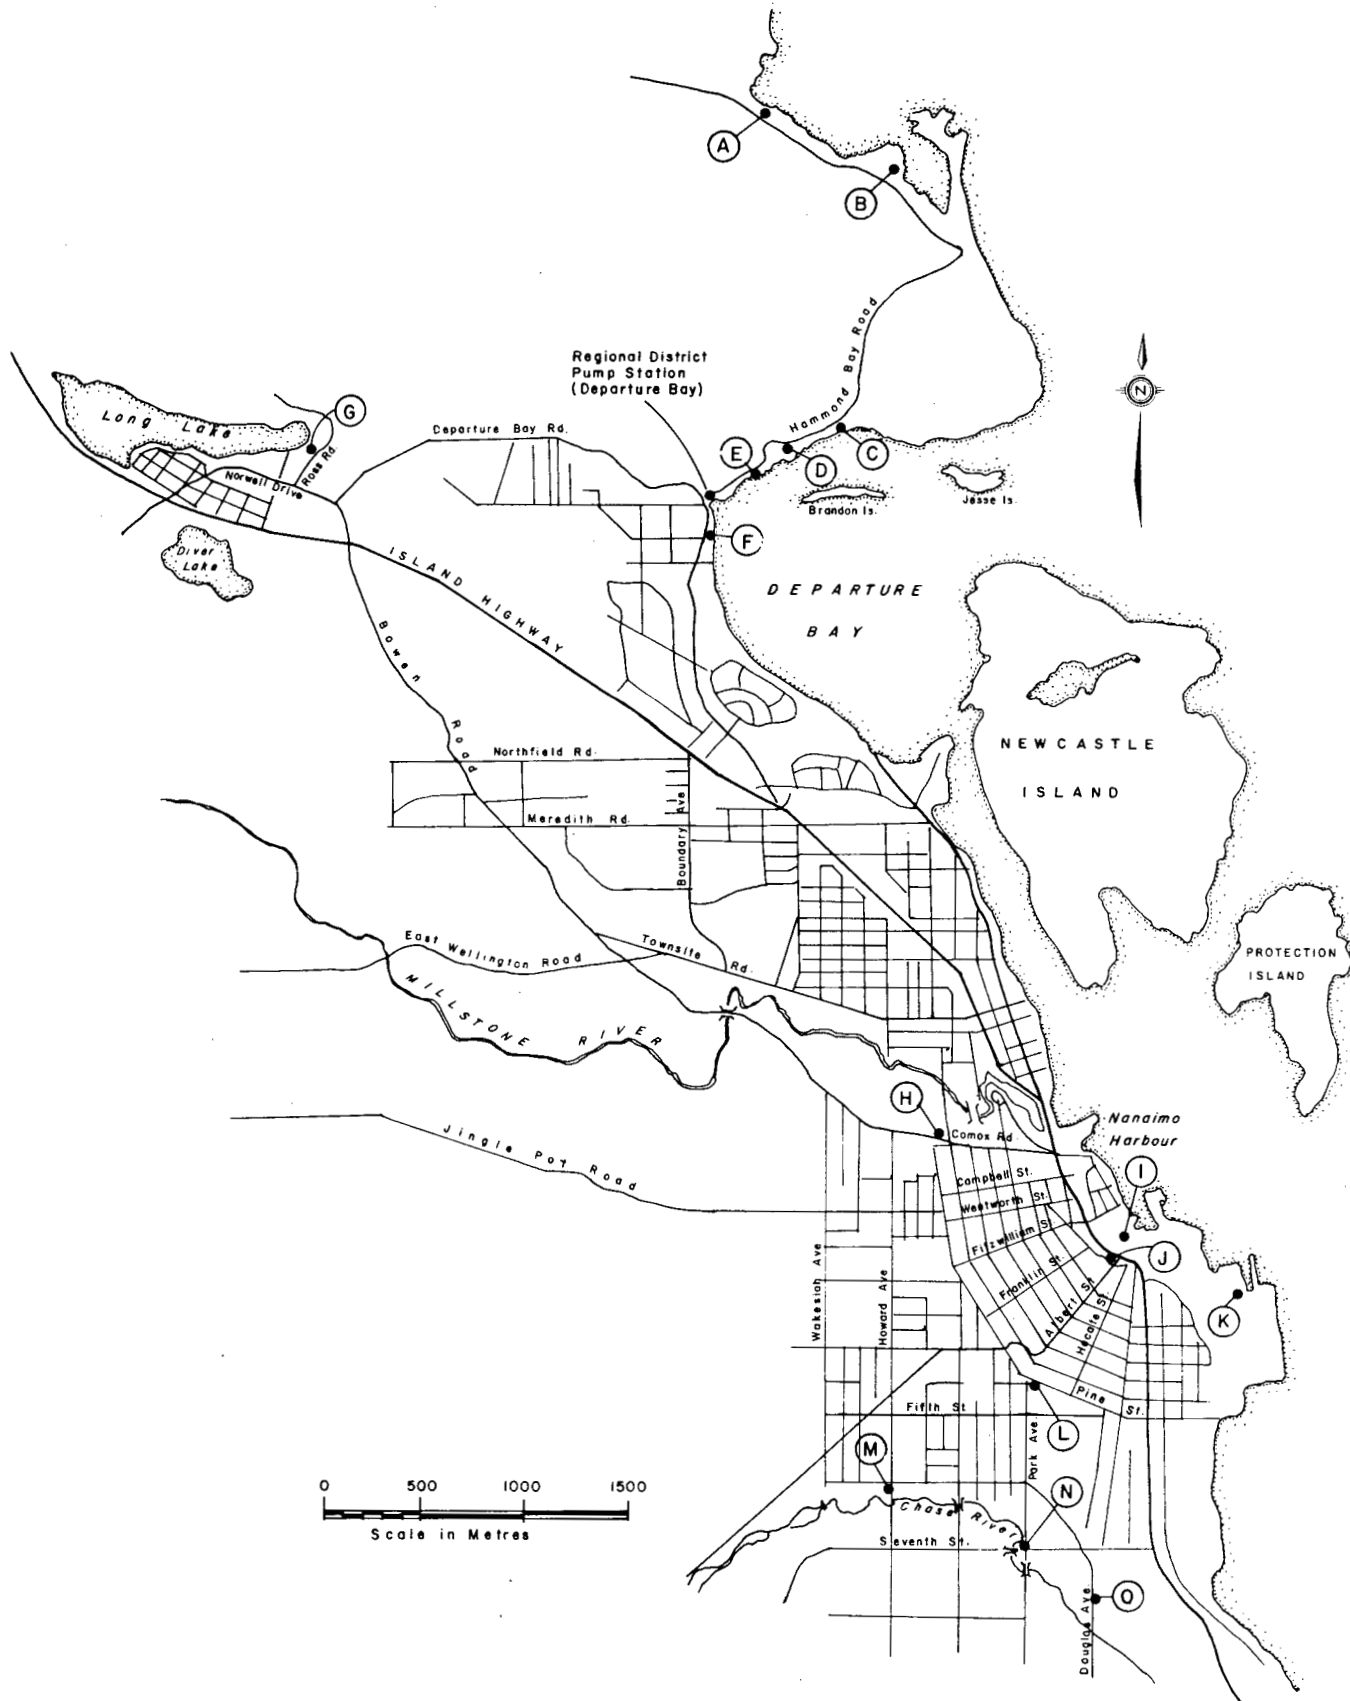 A
B
Hammond Bay Road
Regional District
Pump Station
(Departure Bay)
N
Long Lake
G
Ross Rd.
Departure Bay Rd.
Norwell Drive
E
D
C
Brandon Is.
Jesse Is.
F
Diver
Lake
ISLAND HIGHWAY
DEPARTURE
BAY
Bowen Road
NEWCASTLE
ISLAND
Northfield Rd.
Meredith Rd.
Boundary Ave
East Wellington Road
Townsite Rd.
PROTECTION
ISLAND
MILLSTONE RIVER
H
Comox Rd.
Nanaimo
Harbour
Jingle Pot Road
Campbell St.
Wentworth St.
Fitzwilliam St.
I
J
Franklin St.
Albert St.
Hecate St.
K
Wakesiah Ave
Howard Ave
Pine St.
Fifth St.
L
Park Ave
M
N
0 500 1000 1500
Scale in Metres
Chase River
Seventh St.
O
Douglas Ave